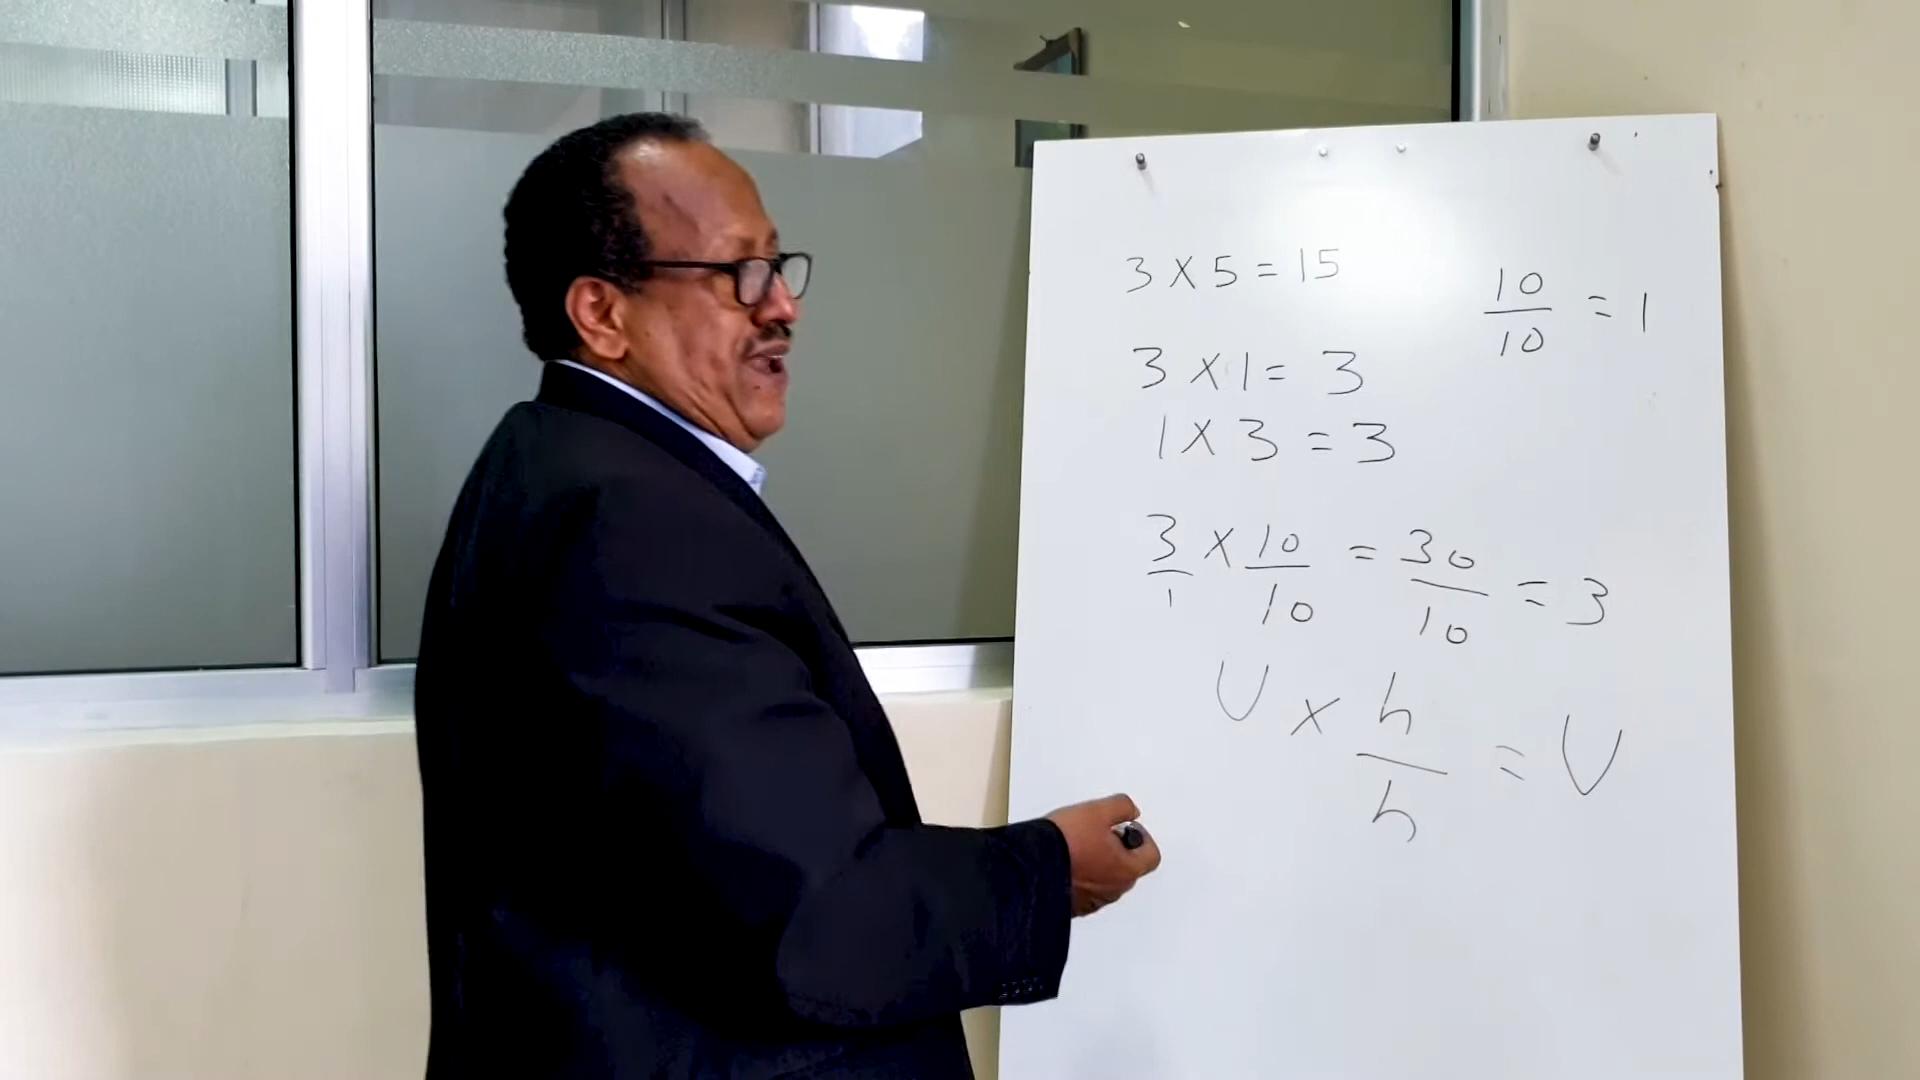 3 X 5 = 15
10/10 = 1
3 X 1 = 3
1 X 3 = 3
3/1 X 10/10 = 30/10 = 3
U x h/h = V